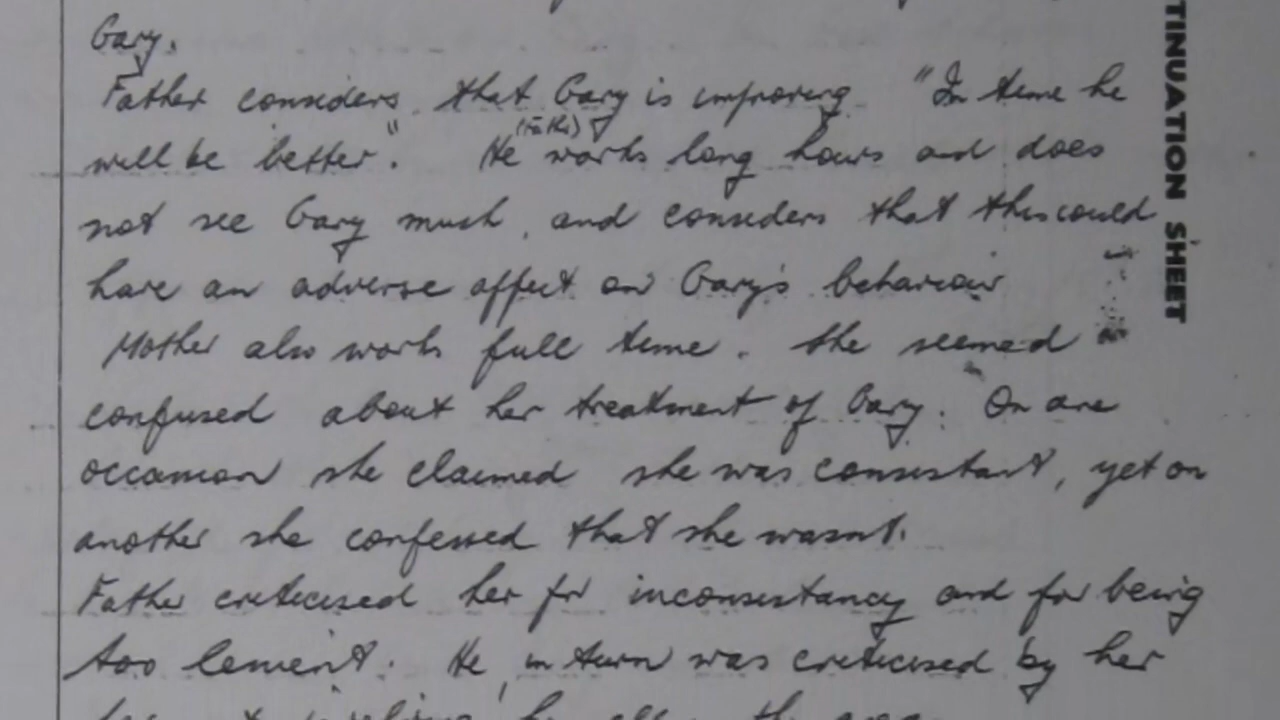 Gary.
Father considers that Gary is improving "In time he
(Father)
will be better." He works long hours and does
not see Gary much, and considers that this could
have an adverse affect on Gary's behaviour
Mother also works full time. She seemed
confused about her treatment of Gary. On one
occasion she claimed she was consistant, yet on
another she confessed that she wasnt.
Father criticised her for inconsistancy and for being
too lenient. He, in turn was criticised by her
TINUATION SHEET